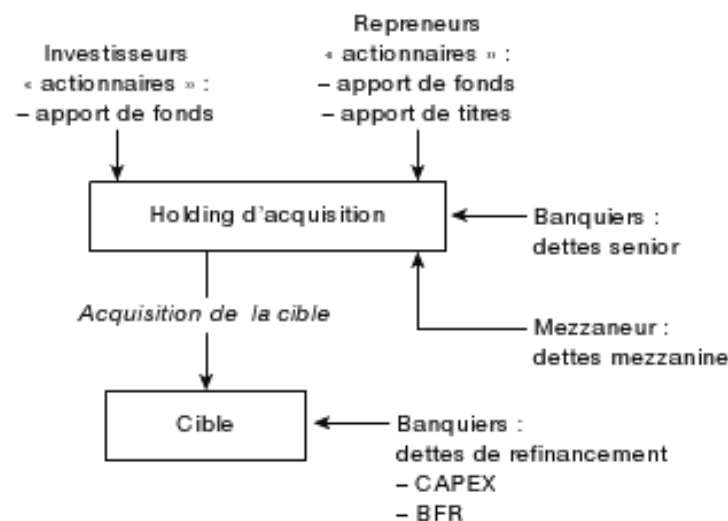 Repreneurs
« actionnaires » :
– apport de fonds
– apport de titres
Investisseurs
« actionnaires » :
– apport de fonds
Holding d'acquisition
Banquiers :
dettes senior
Acquisition de la cible
Mezzaneur :
dettes mezzanine
Cible
Banquiers :
dettes de refinancement
– CAPEX
– BFR